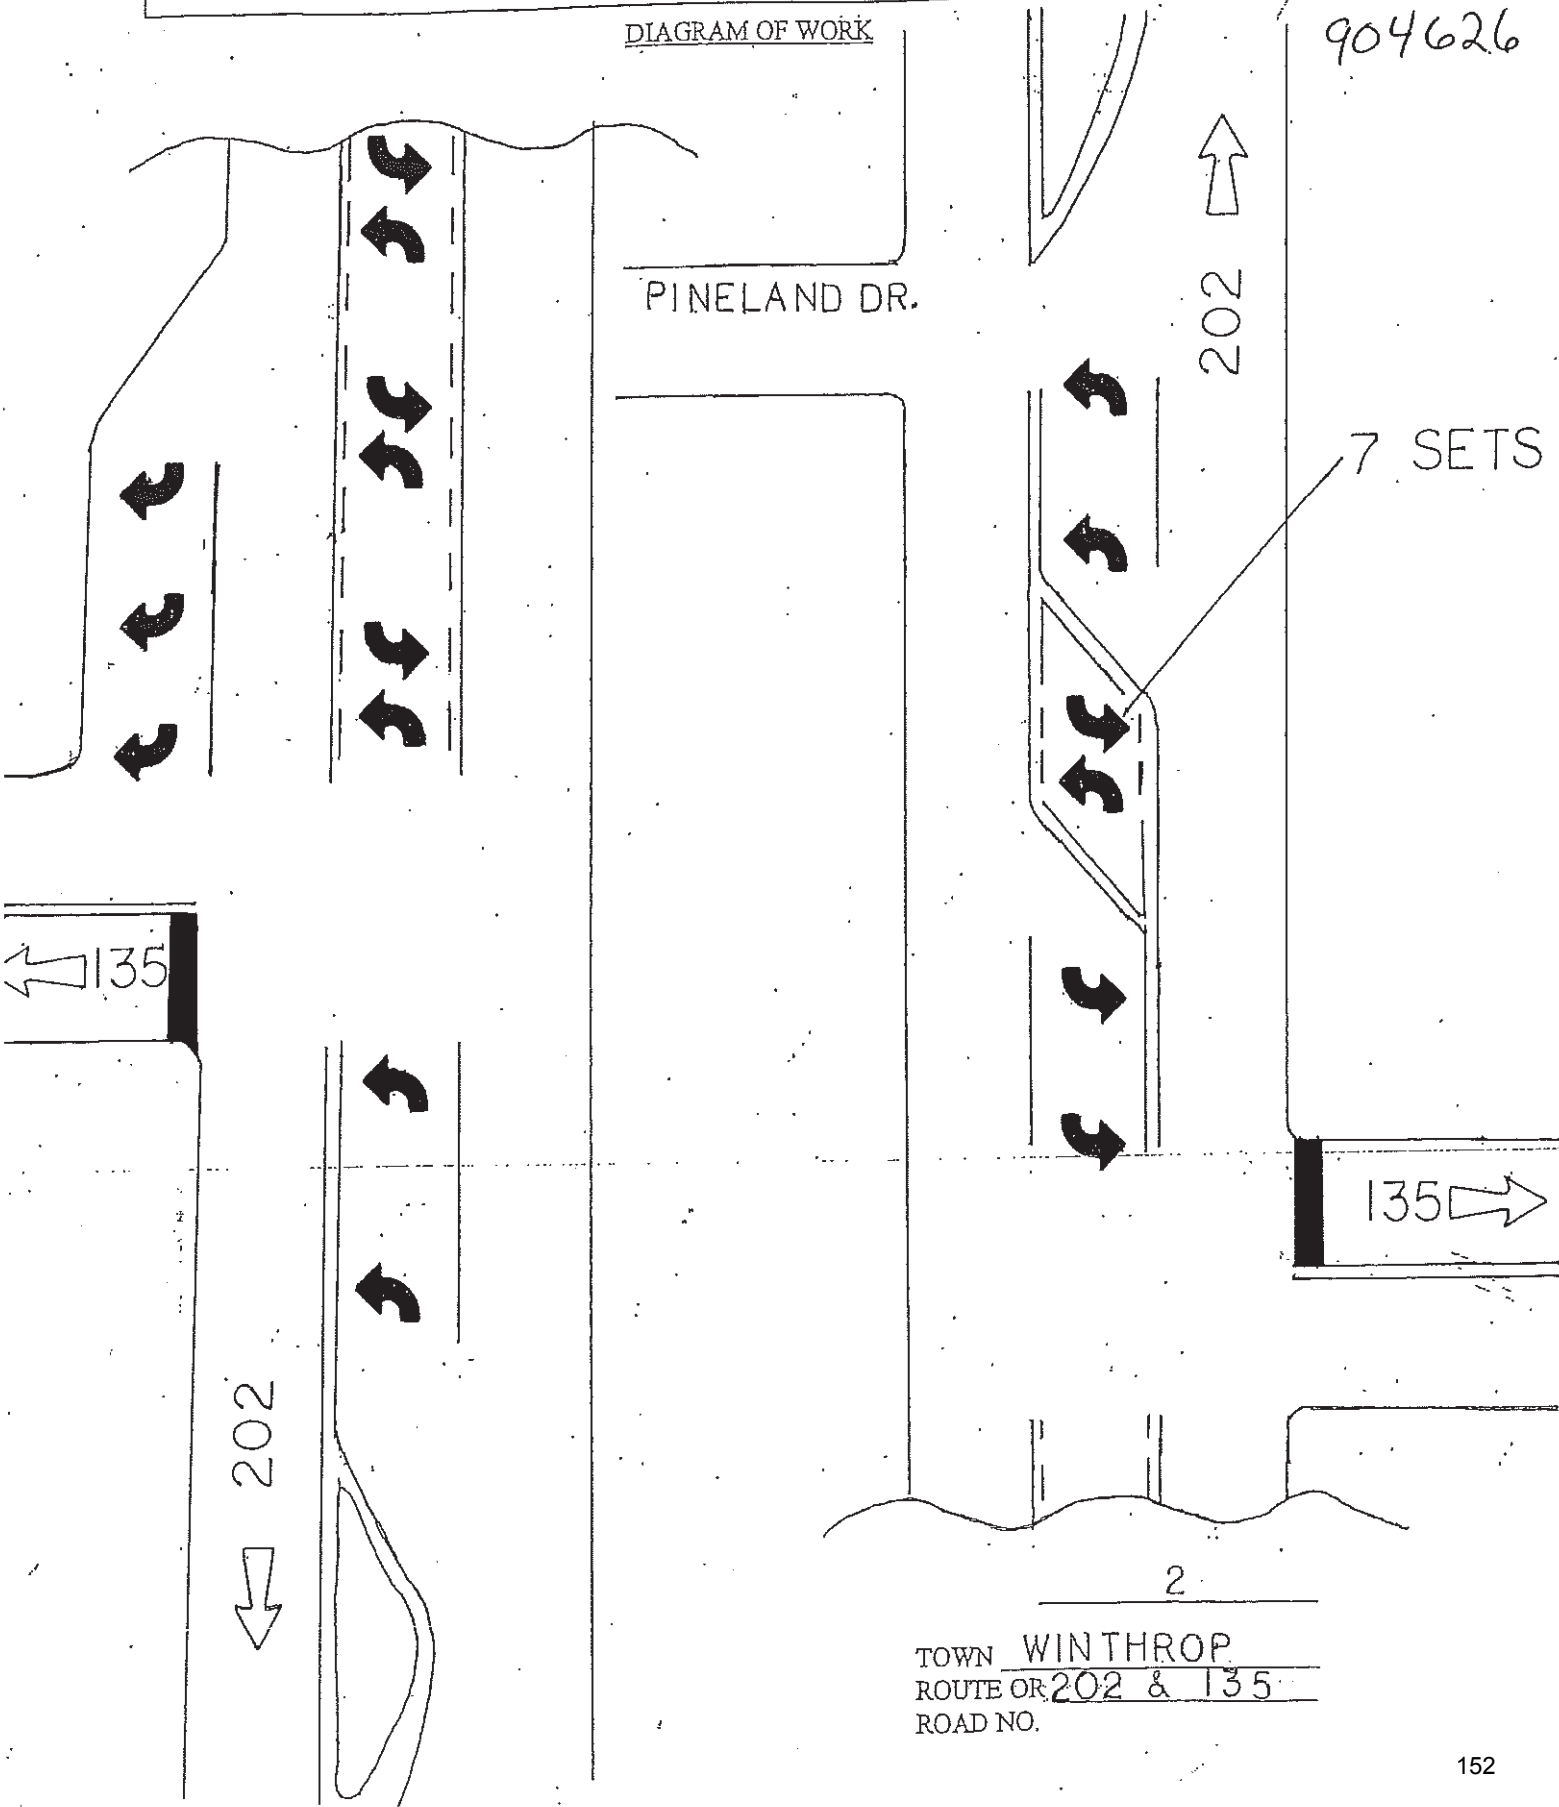 DIAGRAM OF WORK
904626
PINELAND DR.
202
7 SETS
135
135
202
2
TOWN WINTHROP
ROUTE OR 202 & 135
ROAD NO.
152